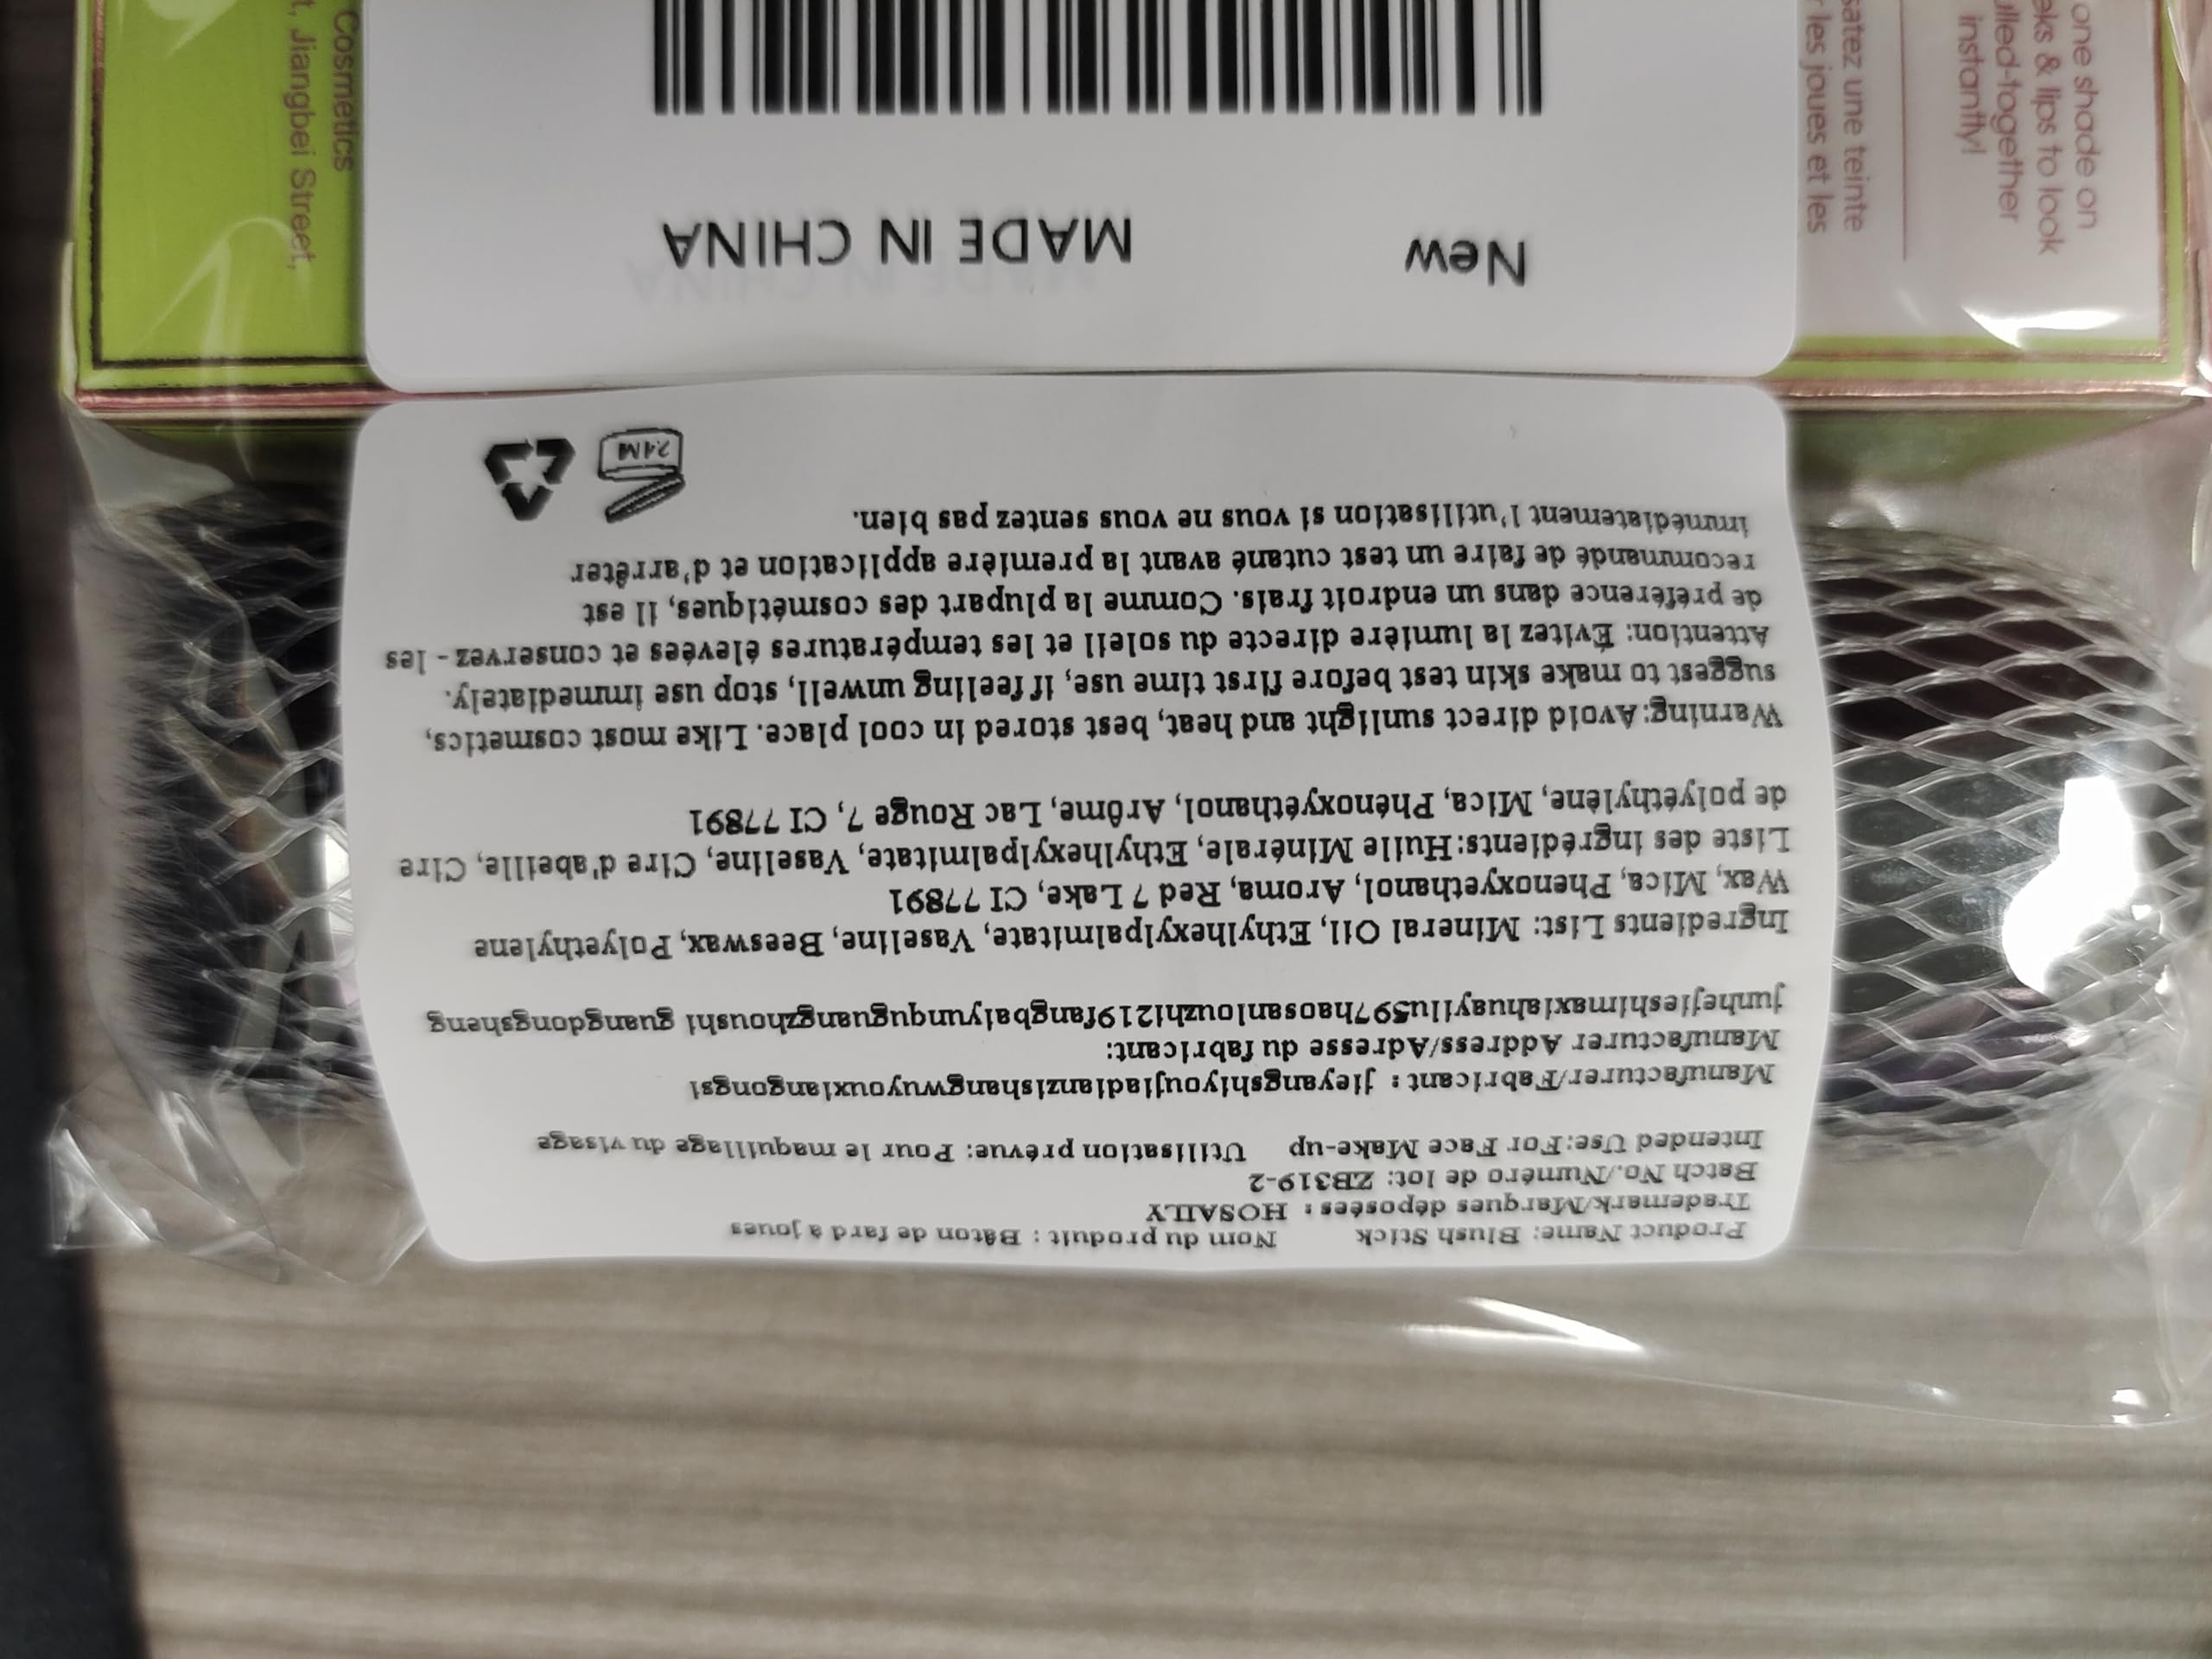 Product Name: Blush Stick    Nom du produit : Bâton de fard à joues
Trademark/Marques déposées : HOSAILY
Batch No./Numéro de lot: ZB319-2
Intended Use:For Face Make-up    Utilisation prévue: Pour le maquillage du visage
Manufacturer/Fabricant : jieyangshiyoujiadianzishangwuyouxiangongsi
Manufacturer Address/Adresse du fabricant:
junhejieshimaxiahuayilu597haosanlouzhi219fangbaiyunquguangzhoushi guangdongsheng
Ingredients List: Mineral Oil, Ethylhexylpalmitate, Vaseline, Beeswax, Polyethylene
Wax, Mica, Phenoxyethanol, Aroma, Red 7 Lake, CI 77891
Liste des ingrédients:Huile Minérale, Ethylhexylpalmitate, Vaseline, Cire d'abeille, Cire
de polyéthylène, Mica, Phénoxyéthanol, Arôme, Lac Rouge 7, CI 77891
Warning:Avoid direct sunlight and heat, best stored in cool place. Like most cosmetics,
suggest to make skin test before first time use, if feeling unwell, stop use immediately.
Attention: Évitez la lumière directe du soleil et les températures élevées et conservez - les
de préférence dans un endroit frais. Comme la plupart des cosmétiques, il est
recommandé de faire un test cutané avant la première application et d'arrêter
immédiatement l'utilisation si vous ne vous sentez pas bien.
24M
New MADE IN CHINA
one shade on
& lips to look
together
instantly!
une teinte
les joues et les
Cosmetics
Jiangbei Street,